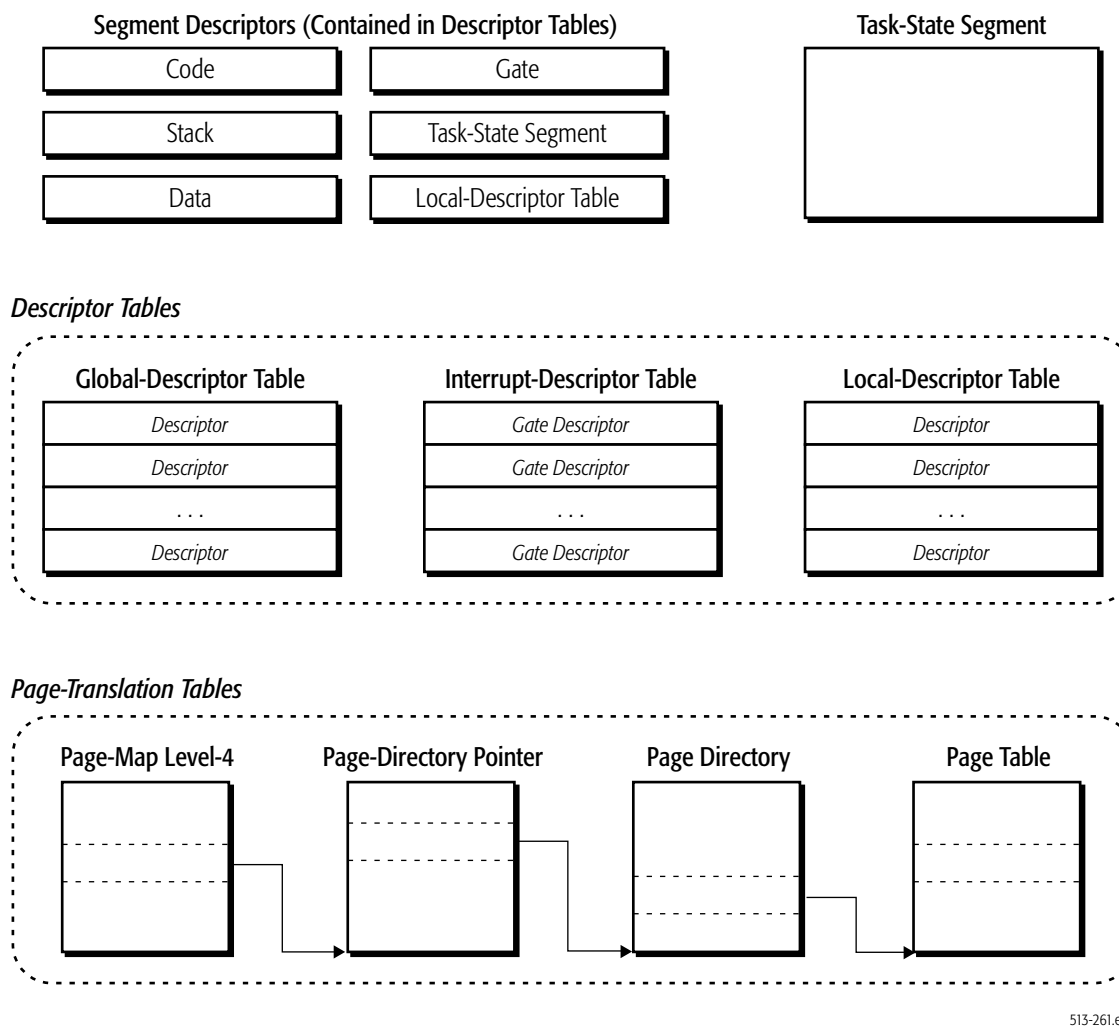 Segment Descriptors (Contained in Descriptor Tables)
Task-State Segment
Code
Gate
Stack
Task-State Segment
Data
Local-Descriptor Table
Descriptor Tables
Global-Descriptor Table
Interrupt-Descriptor Table
Local-Descriptor Table
Descriptor
Gate Descriptor
Descriptor
Descriptor
Gate Descriptor
Descriptor
. . .
. . .
. . .
Descriptor
Gate Descriptor
Descriptor
Page-Translation Tables
Page-Map Level-4
Page-Directory Pointer
Page Directory
Page Table
513-261.e